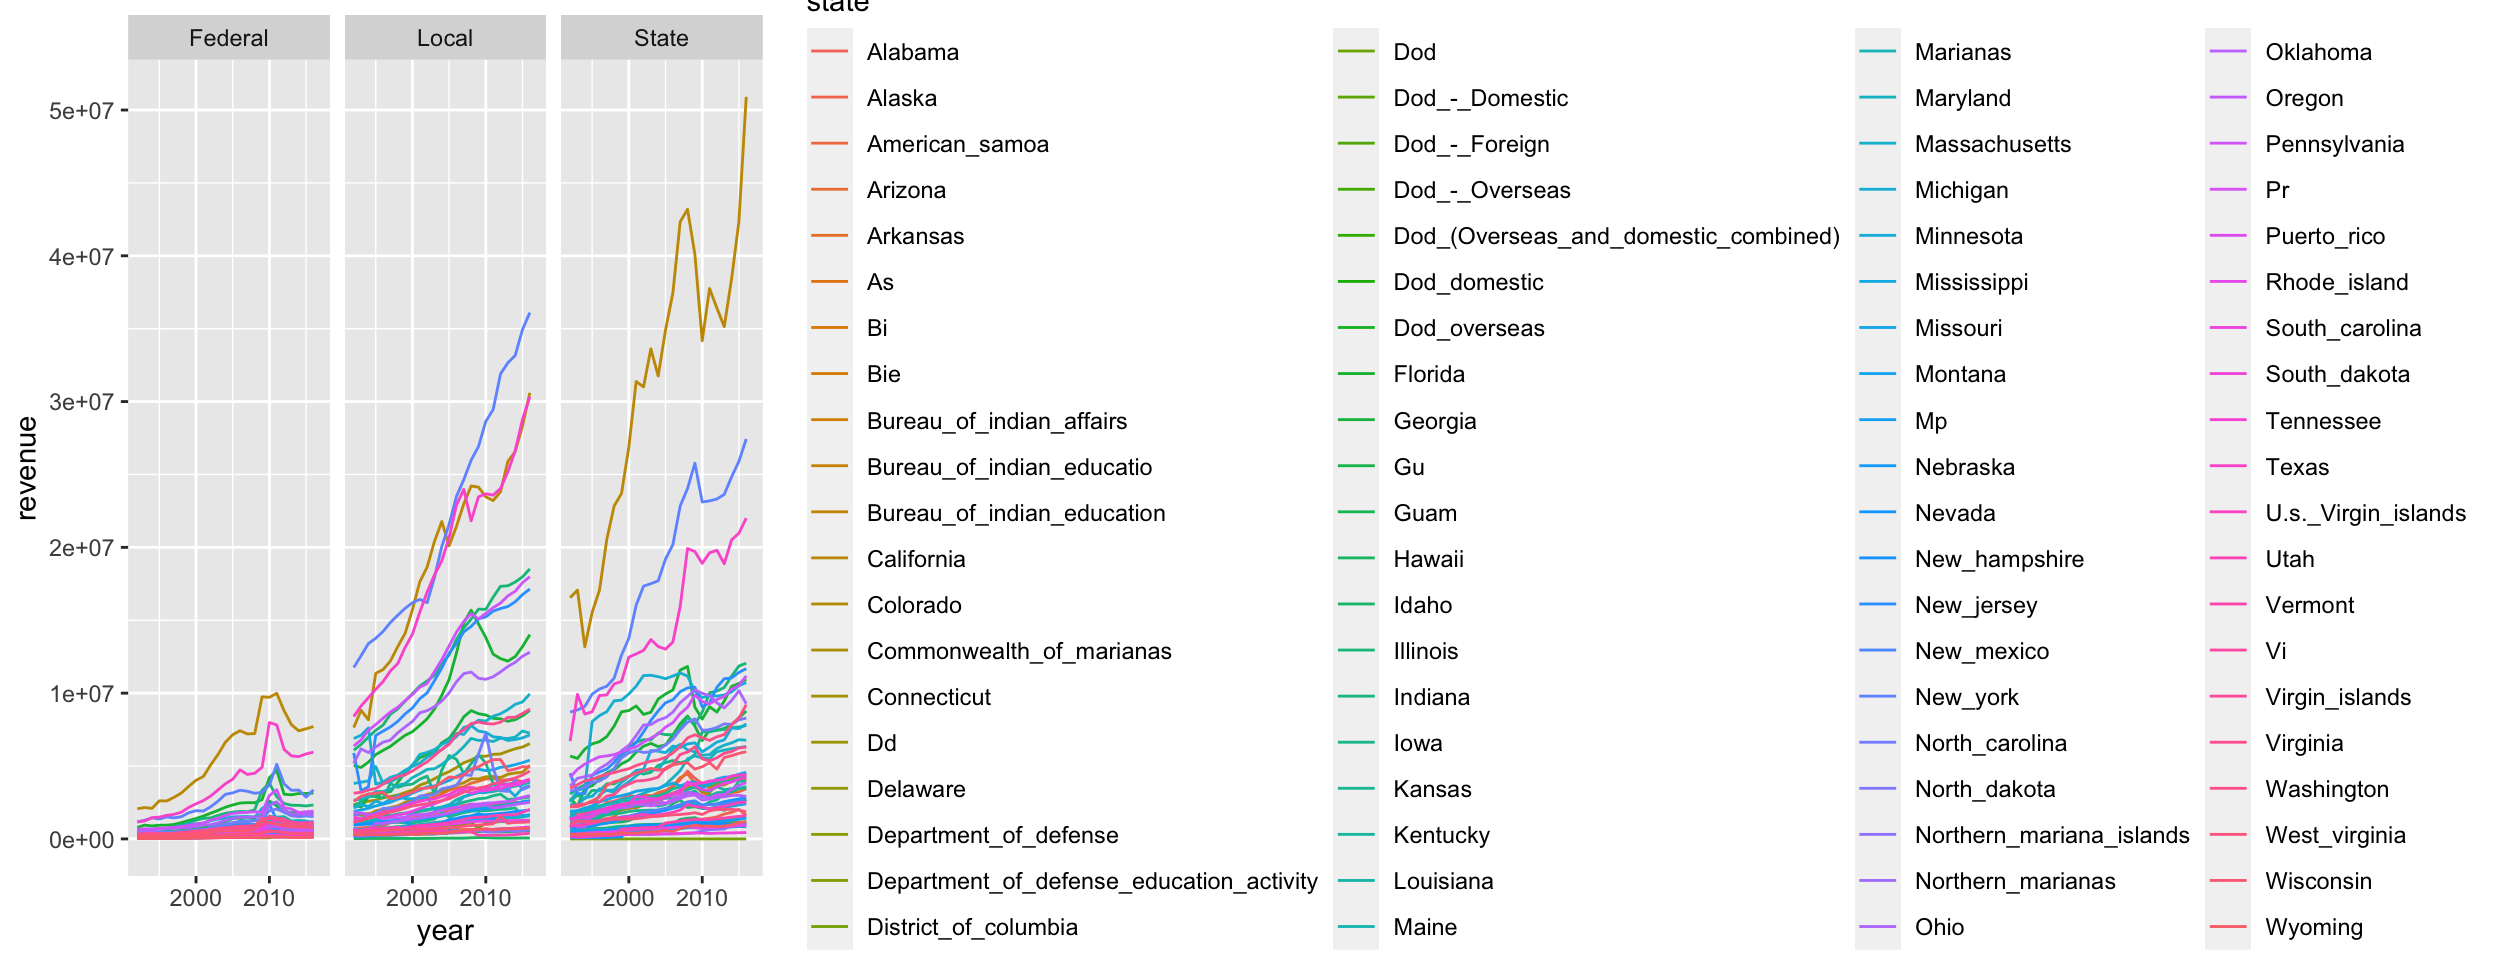 state
Federal
Local
State
5e+07
4e+07
3e+07
2e+07
1e+07
0e+00
revenue
2000 2010
2000 2010
2000 2010
year
Alabama
Alaska
American_samoa
Arizona
Arkansas
As
Bi
Bie
Bureau_of_indian_affairs
Bureau_of_indian_educatio
Bureau_of_indian_education
California
Colorado
Commonwealth_of_marianas
Connecticut
Dd
Delaware
Department_of_defense
Department_of_defense_education_activity
District_of_columbia
Dod
Dod_-_Domestic
Dod_-_Foreign
Dod_-_Overseas
Dod_(Overseas_and_domestic_combined)
Dod_domestic
Dod_overseas
Florida
Georgia
Gu
Guam
Hawaii
Idaho
Illinois
Indiana
Iowa
Kansas
Kentucky
Louisiana
Maine
Marianas
Maryland
Massachusetts
Michigan
Minnesota
Mississippi
Missouri
Montana
Mp
Nebraska
Nevada
New_hampshire
New_jersey
New_mexico
New_york
North_carolina
North_dakota
Northern_mariana_islands
Northern_marianas
Ohio
Oklahoma
Oregon
Pennsylvania
Pr
Puerto_rico
Rhode_island
South_carolina
South_dakota
Tennessee
Texas
U.s._Virgin_islands
Utah
Vermont
Vi
Virgin_islands
Virginia
Washington
West_virginia
Wisconsin
Wyoming